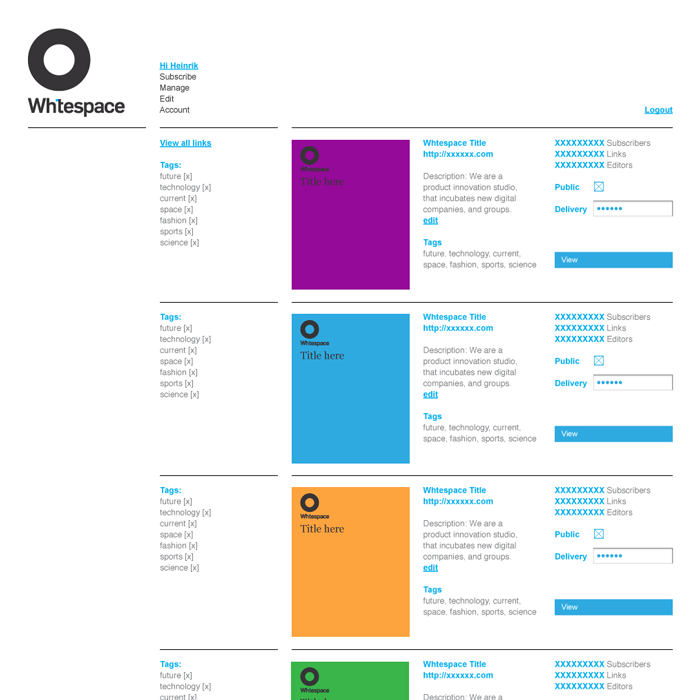 Whtespace
Hi Heinrik
Subscribe
Manage
Edit
Account
Logout
View all links
Tags:
future [x]
technology [x]
current [x]
space [x]
fashion [x]
sports [x]
science [x]
Whtespace
Title here
Whtespace Title
http://xxxxxx.com
Description: We are a
product innovation studio,
that incubates new digital
companies, and groups.
edit
Tags
future, technology, current,
space, fashion, sports, science
XXXXXXXXX Subscribers
XXXXXXXXX Links
XXXXXXXXX Editors
Public
Delivery ••••••
View
Tags:
future [x]
technology [x]
current [x]
space [x]
fashion [x]
sports [x]
science [x]
Whtespace
Title here
Whtespace Title
http://xxxxxx.com
Description: We are a
product innovation studio,
that incubates new digital
companies, and groups.
edit
Tags
future, technology, current,
space, fashion, sports, science
XXXXXXXXX Subscribers
XXXXXXXXX Links
XXXXXXXXX Editors
Public
Delivery ••••••
View
Tags:
future [x]
technology [x]
current [x]
space [x]
fashion [x]
sports [x]
science [x]
Whtespace
Title here
Whtespace Title
http://xxxxxx.com
Description: We are a
product innovation studio,
that incubates new digital
companies, and groups.
edit
Tags
future, technology, current,
space, fashion, sports, science
XXXXXXXXX Subscribers
XXXXXXXXX Links
XXXXXXXXX Editors
Public
Delivery ••••••
View
Tags:
future [x]
technology [x]
current [x]
space [x]
Whtespace
Whtespace Title
http://xxxxxx.com
Description: We are a
XXXXXXXXX Subscribers
XXXXXXXXX Links
XXXXXXXXX Editors